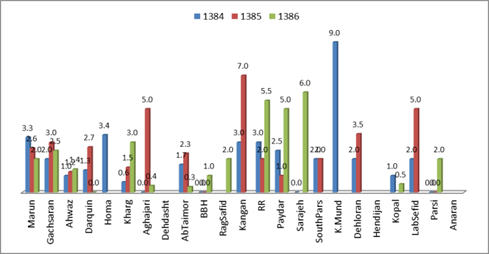 1384 1385 1386
3.3 2.6 2.0
2.0 3.0 2.5
1.0 1.2 1.4
1.3 2.7 0.0
3.4
0.6 1.5 3.0
0.0 5.0 0.4
1.7 2.3 0.3
0.0 0.0 1.0
2.0
3.0 7.0
3.0 2.0 5.5
2.5 1.0 5.0
0.0 6.0
2.0 2.0
9.0
2.0 3.5
1.0 0.5
2.0 5.0
0.0 0.0 2.0
Marun
Gachsaran
Ahwaz
Darquin
Homa
Kharg
Aghajari
Dehdasht
AbTaimor
BBH
RagSafid
Kangan
RR
Paydar
Sarajeh
SouthPars
K.Mund
Dehloran
Hendijan
Kopal
LabSefid
Parsi
Anaran